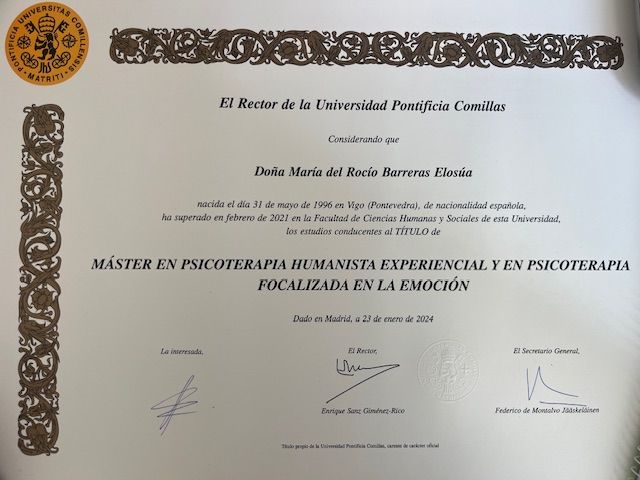 PONTIFICIA UNIVERSITAS COMILLENSIS
MATRITI
El Rector de la Universidad Pontificia Comillas
Considerando que
Doña María del Rocío Barreras Elosúa
nacida el día 31 de mayo de 1996 en Vigo (Pontevedra), de nacionalidad española,
ha superado en febrero de 2021 en la Facultad de Ciencias Humanas y Sociales de esta Universidad,
los estudios conducentes al TÍTULO de
MÁSTER EN PSICOTERAPIA HUMANISTA EXPERIENCIAL Y EN PSICOTERAPIA
FOCALIZADA EN LA EMOCIÓN
Dado en Madrid, a 23 de enero de 2024
La interesada, El Rector, El Secretario General,
Enrique Sanz Giménez-Rico Federico de Montalvo Jääskeläinen
Título propio de la Universidad Pontificia Comillas, carente de carácter oficial